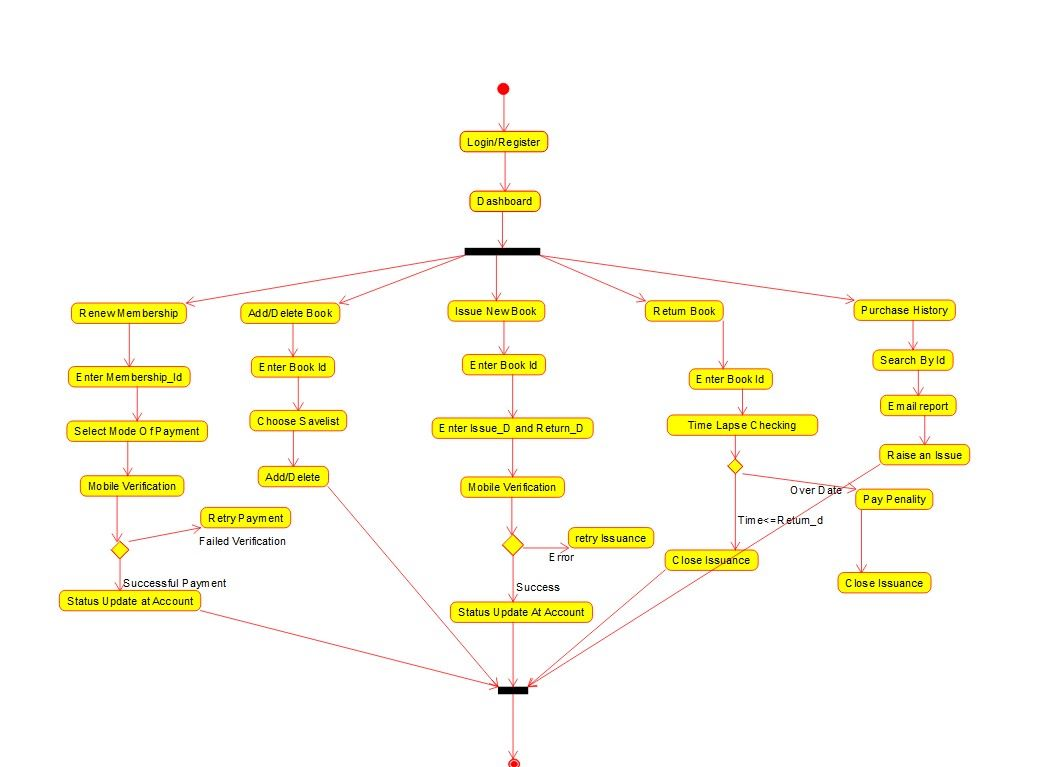 Login/Register
Dashboard
Renew Membership
Add/Delete Book
Issue New Book
Return Book
Purchase History
Enter Membership_Id
Enter Book Id
Enter Book Id
Enter Book Id
Search By Id
Select Mode Of Payment
Choose Savelist
Enter Issue_D and Return_D
Time Lapse Checking
Email report
Mobile Verification
Add/Delete
Mobile Verification
Raise an Issue
Over Date
Pay Penality
Retry Payment
Failed Verification
retry Issuance
Error
Time<=Return_d
Successful Payment
Status Update at Account
Success
Status Update At Account
Close Issuance
Close Issuance